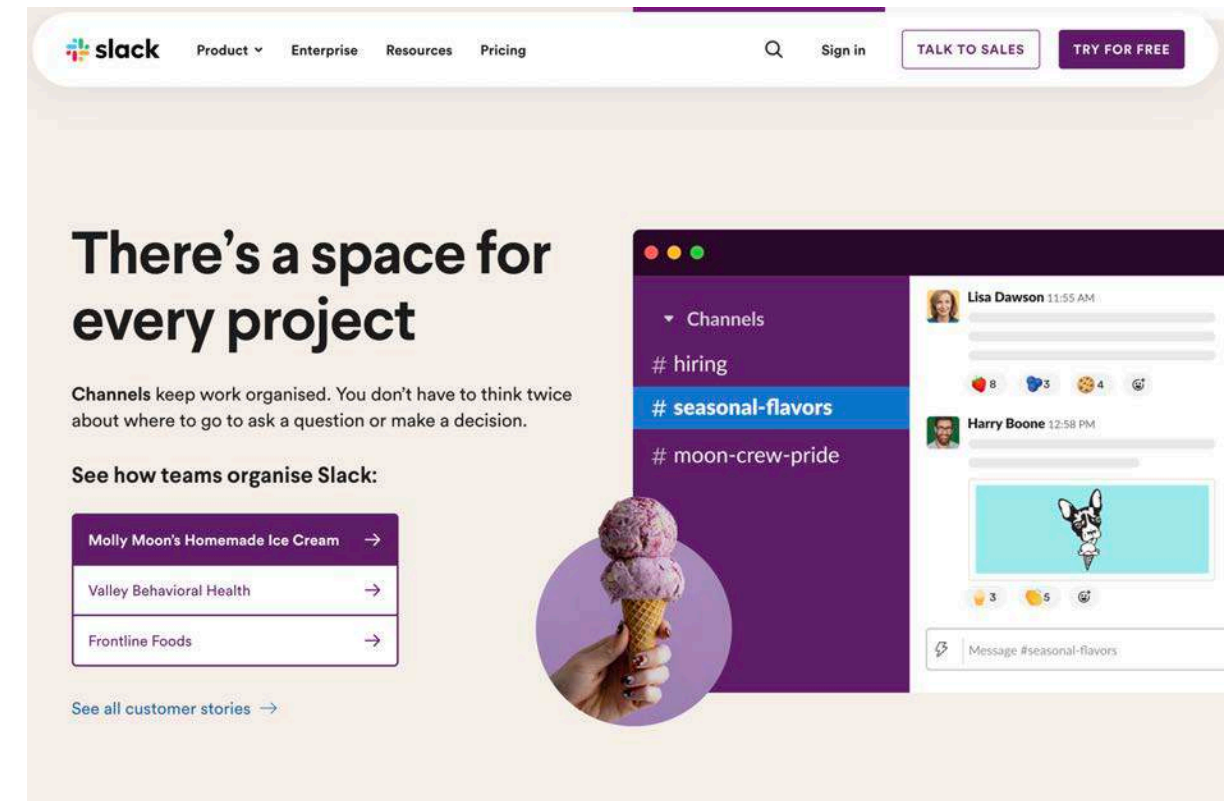 slack
Product
Enterprise
Resources
Pricing
Sign in
TALK TO SALES
TRY FOR FREE
There's a space for
every project
Channels keep work organised. You don't have to think twice
about where to go to ask a question or make a decision.
See how teams organise Slack:
Molly Moon's Homemade Ice Cream →
Valley Behavioral Health →
Frontline Foods →
See all customer stories →
Channels
# hiring
# seasonal-flavors
# moon-crew-pride
Lisa Dawson 11:55 AM
8 3 4
Harry Boone 12:58 PM
3 5
Message #seasonal-flavors